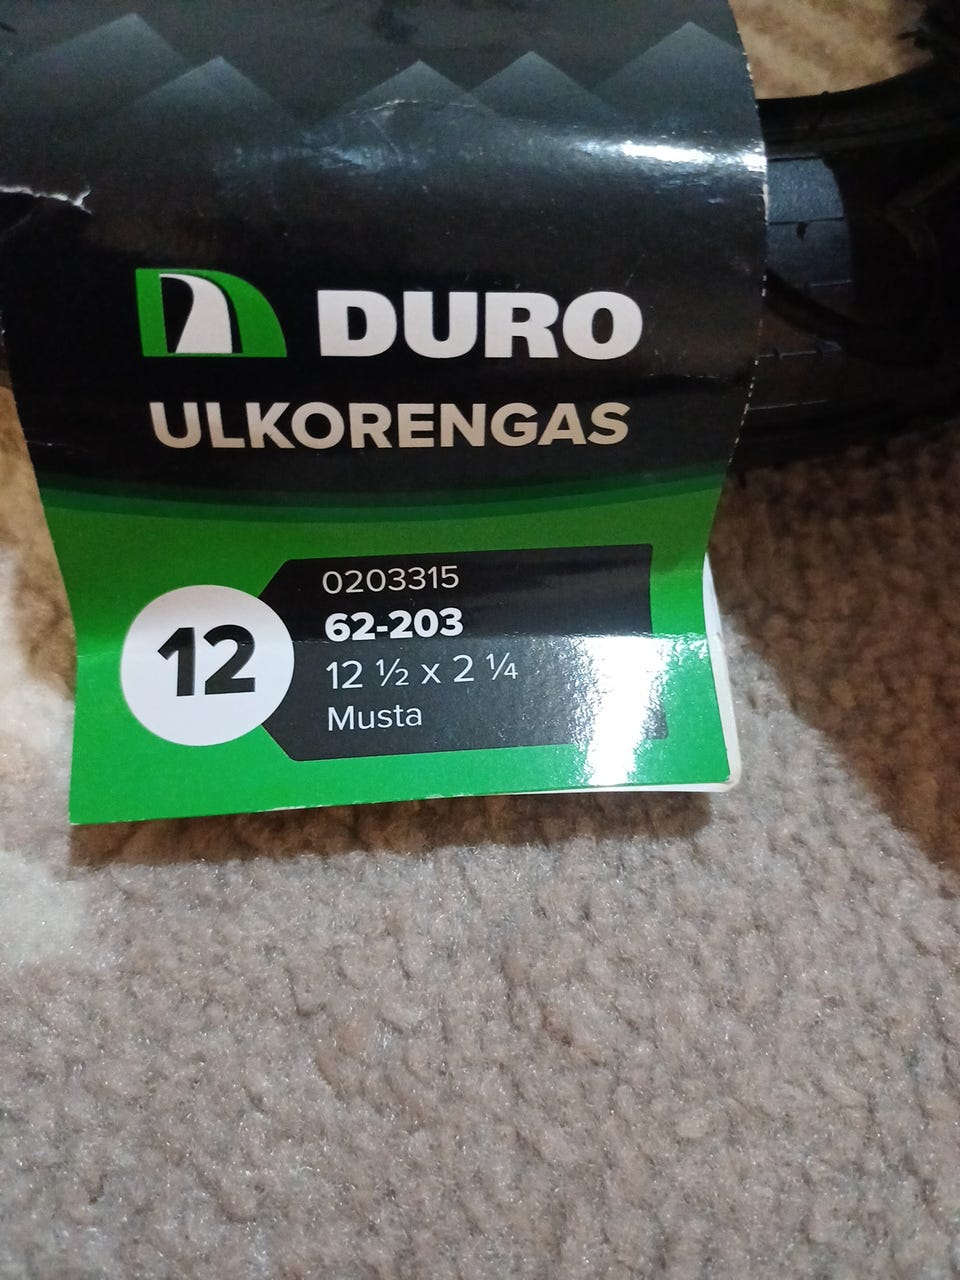 DURO
ULKORENGAS
12
0203315
62-203
12 ½ x 2 ¼
Musta